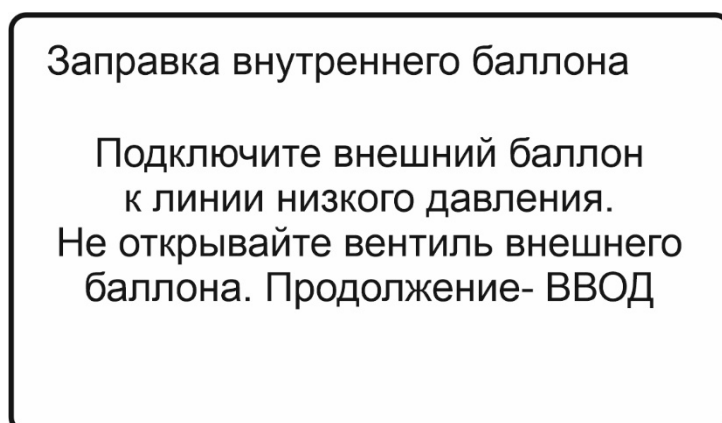 Заправка внутреннего баллона
Подключите внешний баллон
к линии низкого давления.
Не открывайте вентиль внешнего
баллона. Продолжение- ВВОД